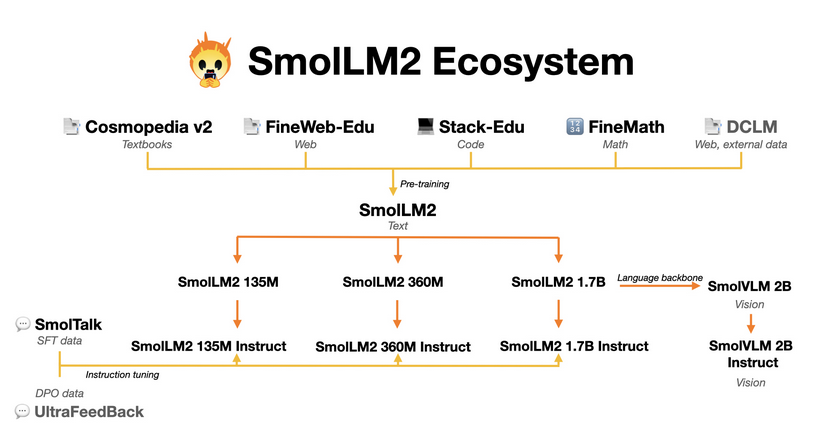 SmolLM2 Ecosystem
Cosmopedia v2
Textbooks
FineWeb-Edu
Web
Stack-Edu
Code
1234
FineMath
Math
DCLM
Web, external data
Pre-training
SmolLM2
Text
SmolLM2 135M
SmolLM2 360M
SmolLM2 1.7B
Language backbone
SmolVLM 2B
Vision
SmolTalk
SFT data
SmolLM2 135M Instruct
SmolLM2 360M Instruct
SmolLM2 1.7B Instruct
SmolVLM 2B
Instruct
Vision
Instruction tuning
DPO data
UltraFeedBack